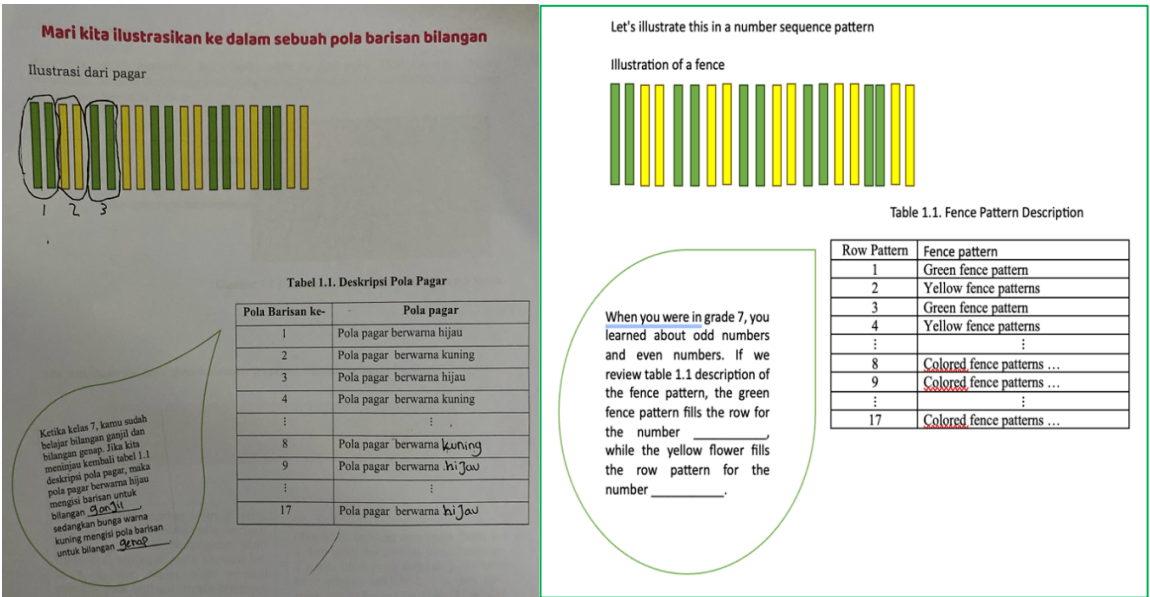 Mari kita ilustrasikan ke dalam sebuah pola barisan bilangan
Ilustrasi dari pagar
1 2 3
Tabel 1.1. Deskripsi Pola Pagar
Pola Barisan ke- Pola pagar
1 Pola pagar berwarna hijau
2 Pola pagar berwarna kuning
3 Pola pagar berwarna hijau
4 Pola pagar berwarna kuning
⋮ ⋮
8 Pola pagar berwarna kuning
9 Pola pagar berwarna hijau
⋮ ⋮
17 Pola pagar berwarna hijau
Ketika kelas 7, kamu sudah
belajar bilangan ganjil dan
bilangan genap. Jika kita
meninjau kembali tabel 1.1
deskripsi pola pagar, maka
pola pagar berwarna hijau
mengisi barisan untuk
bilangan ganjil,
sedangkan bunga warna
kuning mengisi pola barisan
untuk bilangan genap.
Let's illustrate this in a number sequence pattern
Illustration of a fence
Table 1.1. Fence Pattern Description
Row Pattern Fence pattern
1 Green fence pattern
2 Yellow fence patterns
3 Green fence pattern
4 Yellow fence patterns
⋮ ⋮
8 Colored fence patterns …
9 Colored fence patterns …
⋮ ⋮
17 Colored fence patterns …
When you were in grade 7, you
learned about odd numbers
and even numbers. If we
review table 1.1 description of
the fence pattern, the green
fence pattern fills the row for
the number ____________,
while the yellow flower fills
the row pattern for the
number ____________.